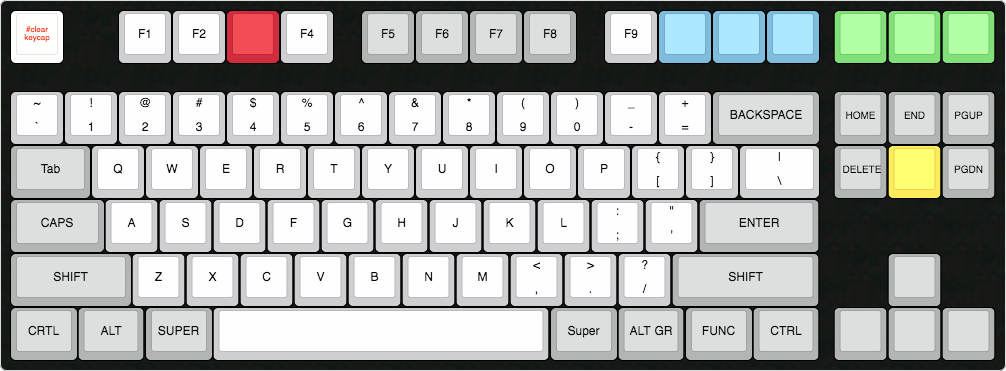 #clear
keycap
F1 F2 F4 F5 F6 F7 F8 F9
~ ! @ # $ % ^ & * ( ) _ +
` 1 2 3 4 5 6 7 8 9 0 - = BACKSPACE HOME END PGUP
Tab Q W E R T Y U I O P { } |
[ ] \ DELETE PGDN
CAPS A S D F G H J K L : " ENTER
; '
SHIFT Z X C V B N M < > ? SHIFT
, . /
CRTL ALT SUPER Super ALT GR FUNC CTRL